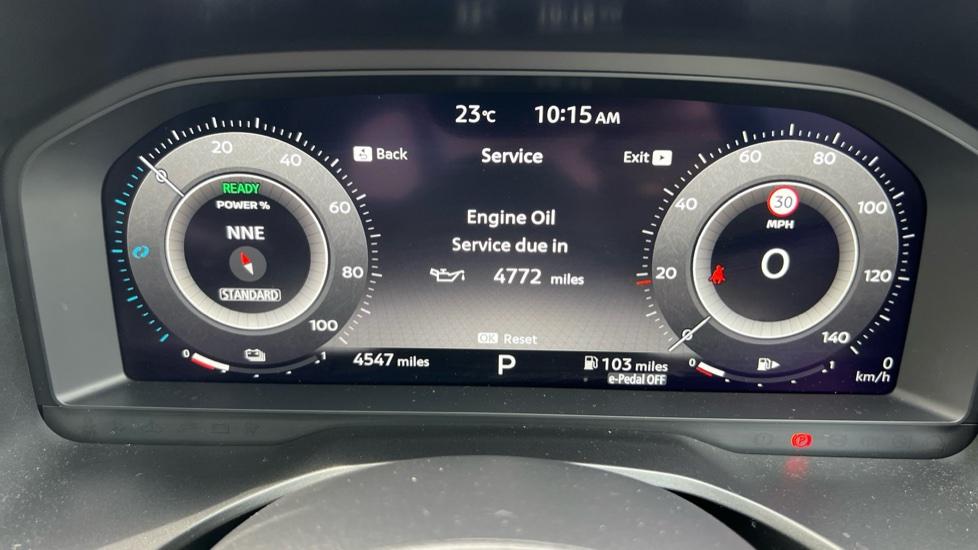 23°C 10:15 AM
Back Service Exit
20 40 60 80 100
READY
POWER %
NNE
STANDARD
0 1
Engine Oil
Service due in
4772 miles
OK Reset
0 20 40 60 80 100 120 140
30
MPH
0
0 1
4547 miles P 103 miles
e-Pedal OFF
0
km/h